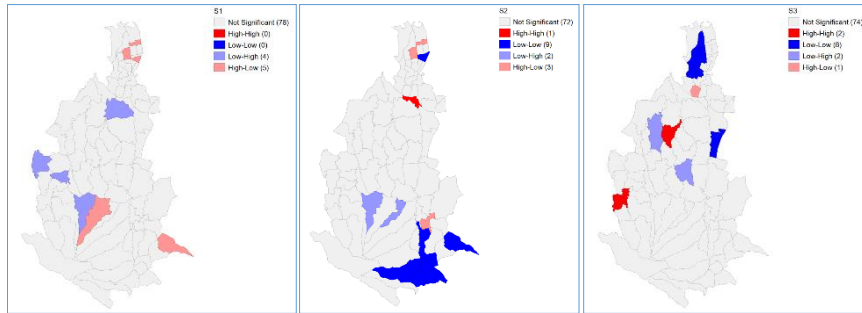 S1
Not Significant (78)
High-High (0)
Low-Low (0)
Low-High (4)
High-Low (5)
S2
Not Significant (72)
High-High (1)
Low-Low (9)
Low-High (2)
High-Low (3)
S3
Not Significant (74)
High-High (2)
Low-Low (8)
Low-High (2)
High-Low (1)